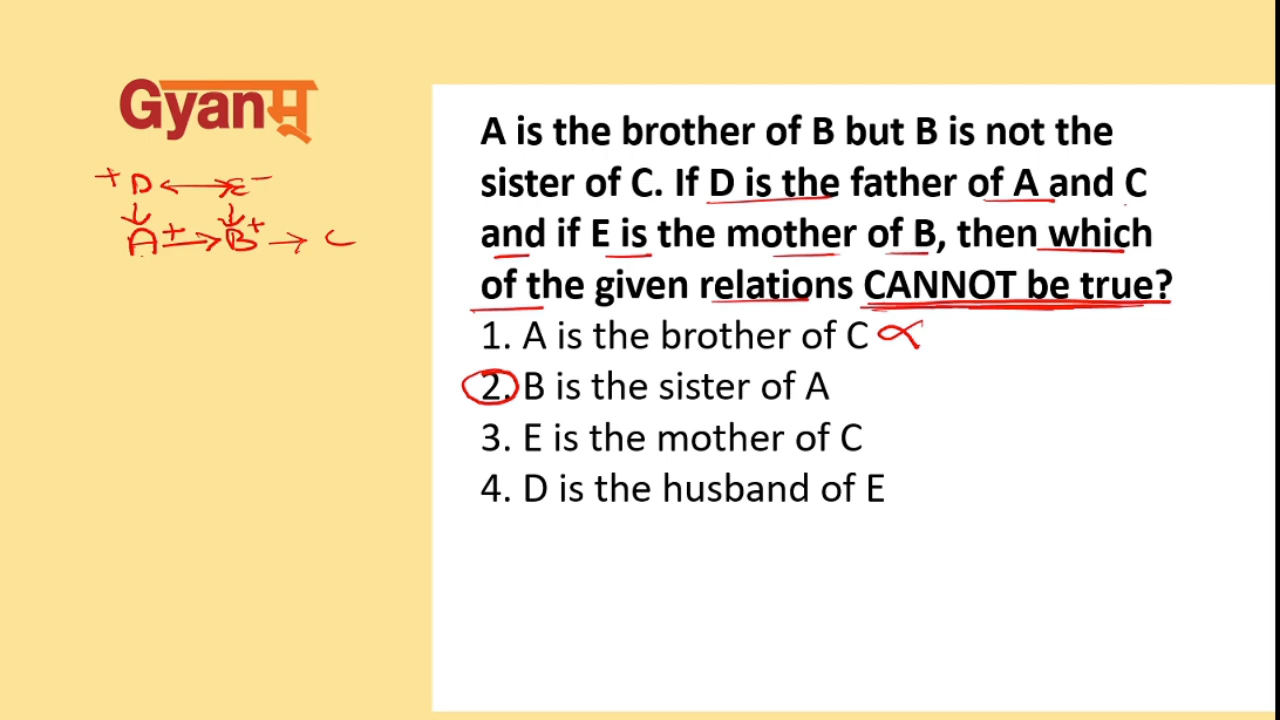 Gyanम्
+ D ↔ E -
A + → B + → C
A is the brother of B but B is not the
sister of C. If D is the father of A and C
and if E is the mother of B, then which
of the given relations CANNOT be true?
1. A is the brother of C
2. B is the sister of A
3. E is the mother of C
4. D is the husband of E